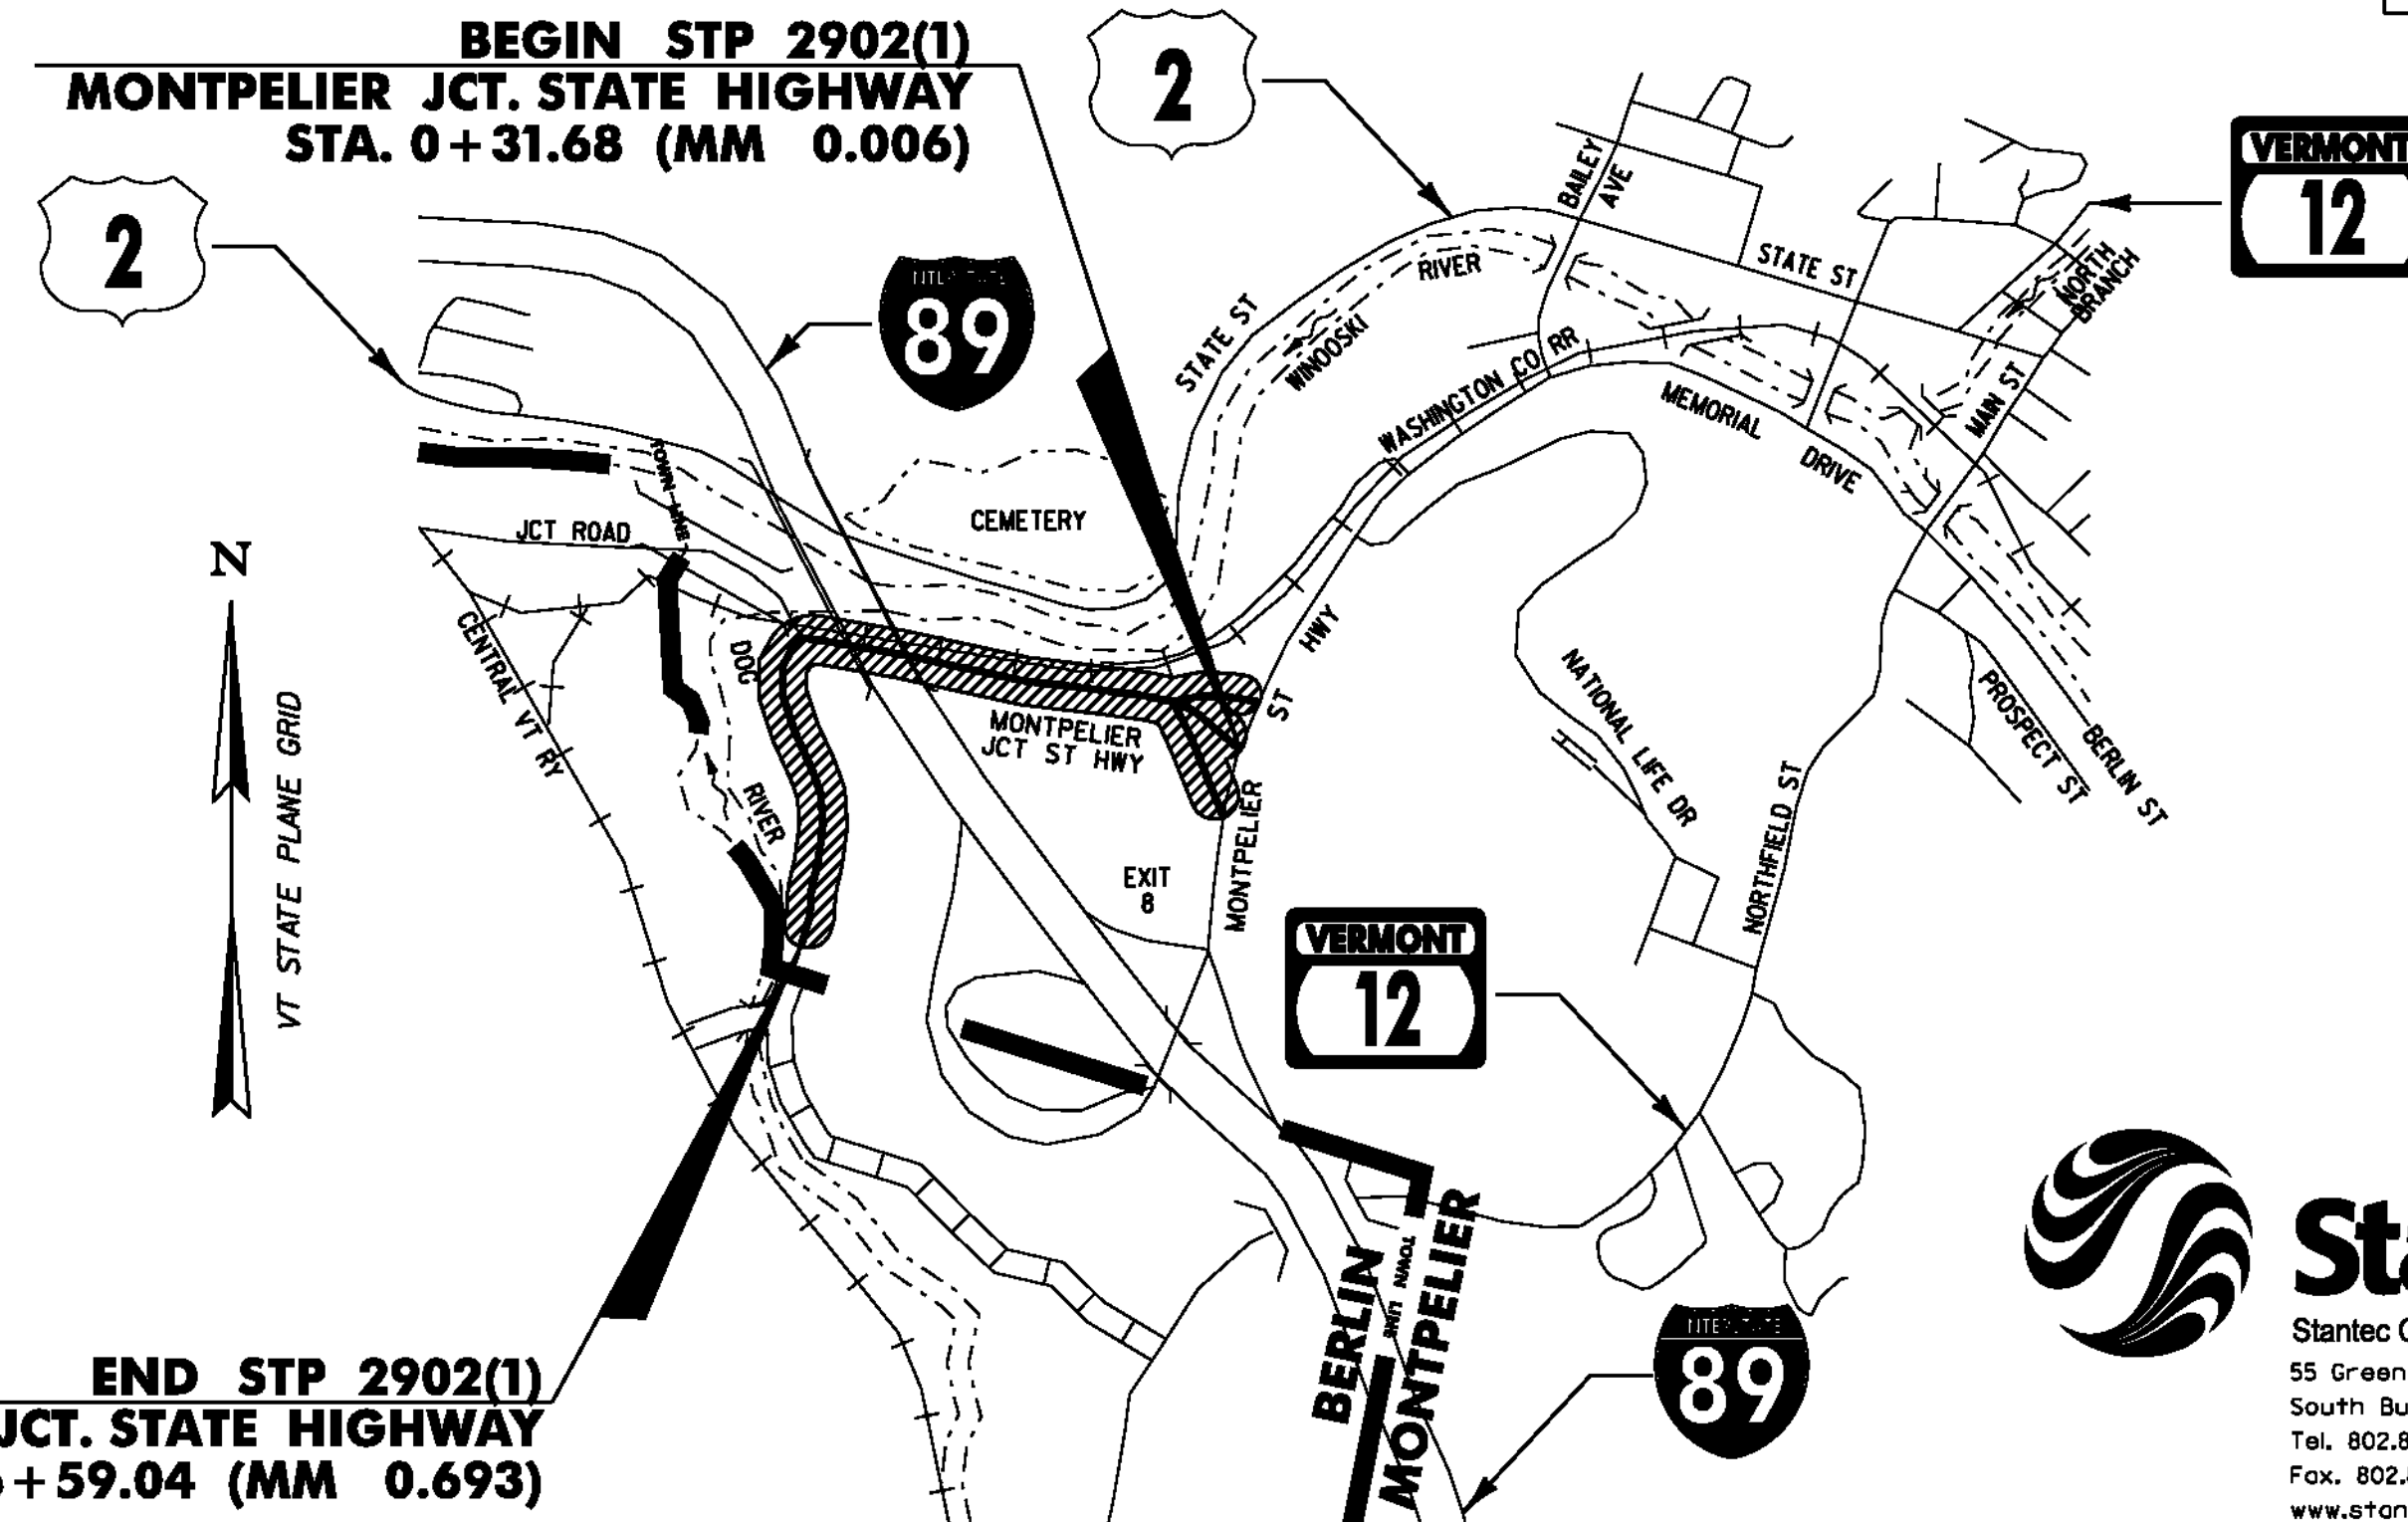 BEGIN STP 2902(1)
MONTPELIER JCT. STATE HIGHWAY
STA. 0+31.68 (MM 0.006)
2
2
VERMONT
12
89
BAILEY
AVE
STATE ST
NORTH
BRANCH
RIVER
WINOOSKI
STATE ST
WASHINGTON CO RR
MEMORIAL
DRIVE
MAIN ST
TOWN LINE
JCT ROAD
CEMETERY
N
VT STATE PLANE GRID
CENTRAL VT RY
DOG
RIVER
MONTPELIER
JCT ST HWY
HWY
ST
MONTPELIER
NATIONAL LIFE DR
PROSPECT ST
BERLIN ST
NORTHFIELD ST
EXIT
8
VERMONT
12
BERLIN
TOWN LINE
MONTPELIER
89
END STP 2902(1)
JCT. STATE HIGHWAY
+59.04 (MM 0.693)
Sta
Stantec
55 Green
South Bu
Tel. 802.8
Fax. 802.
www.stan